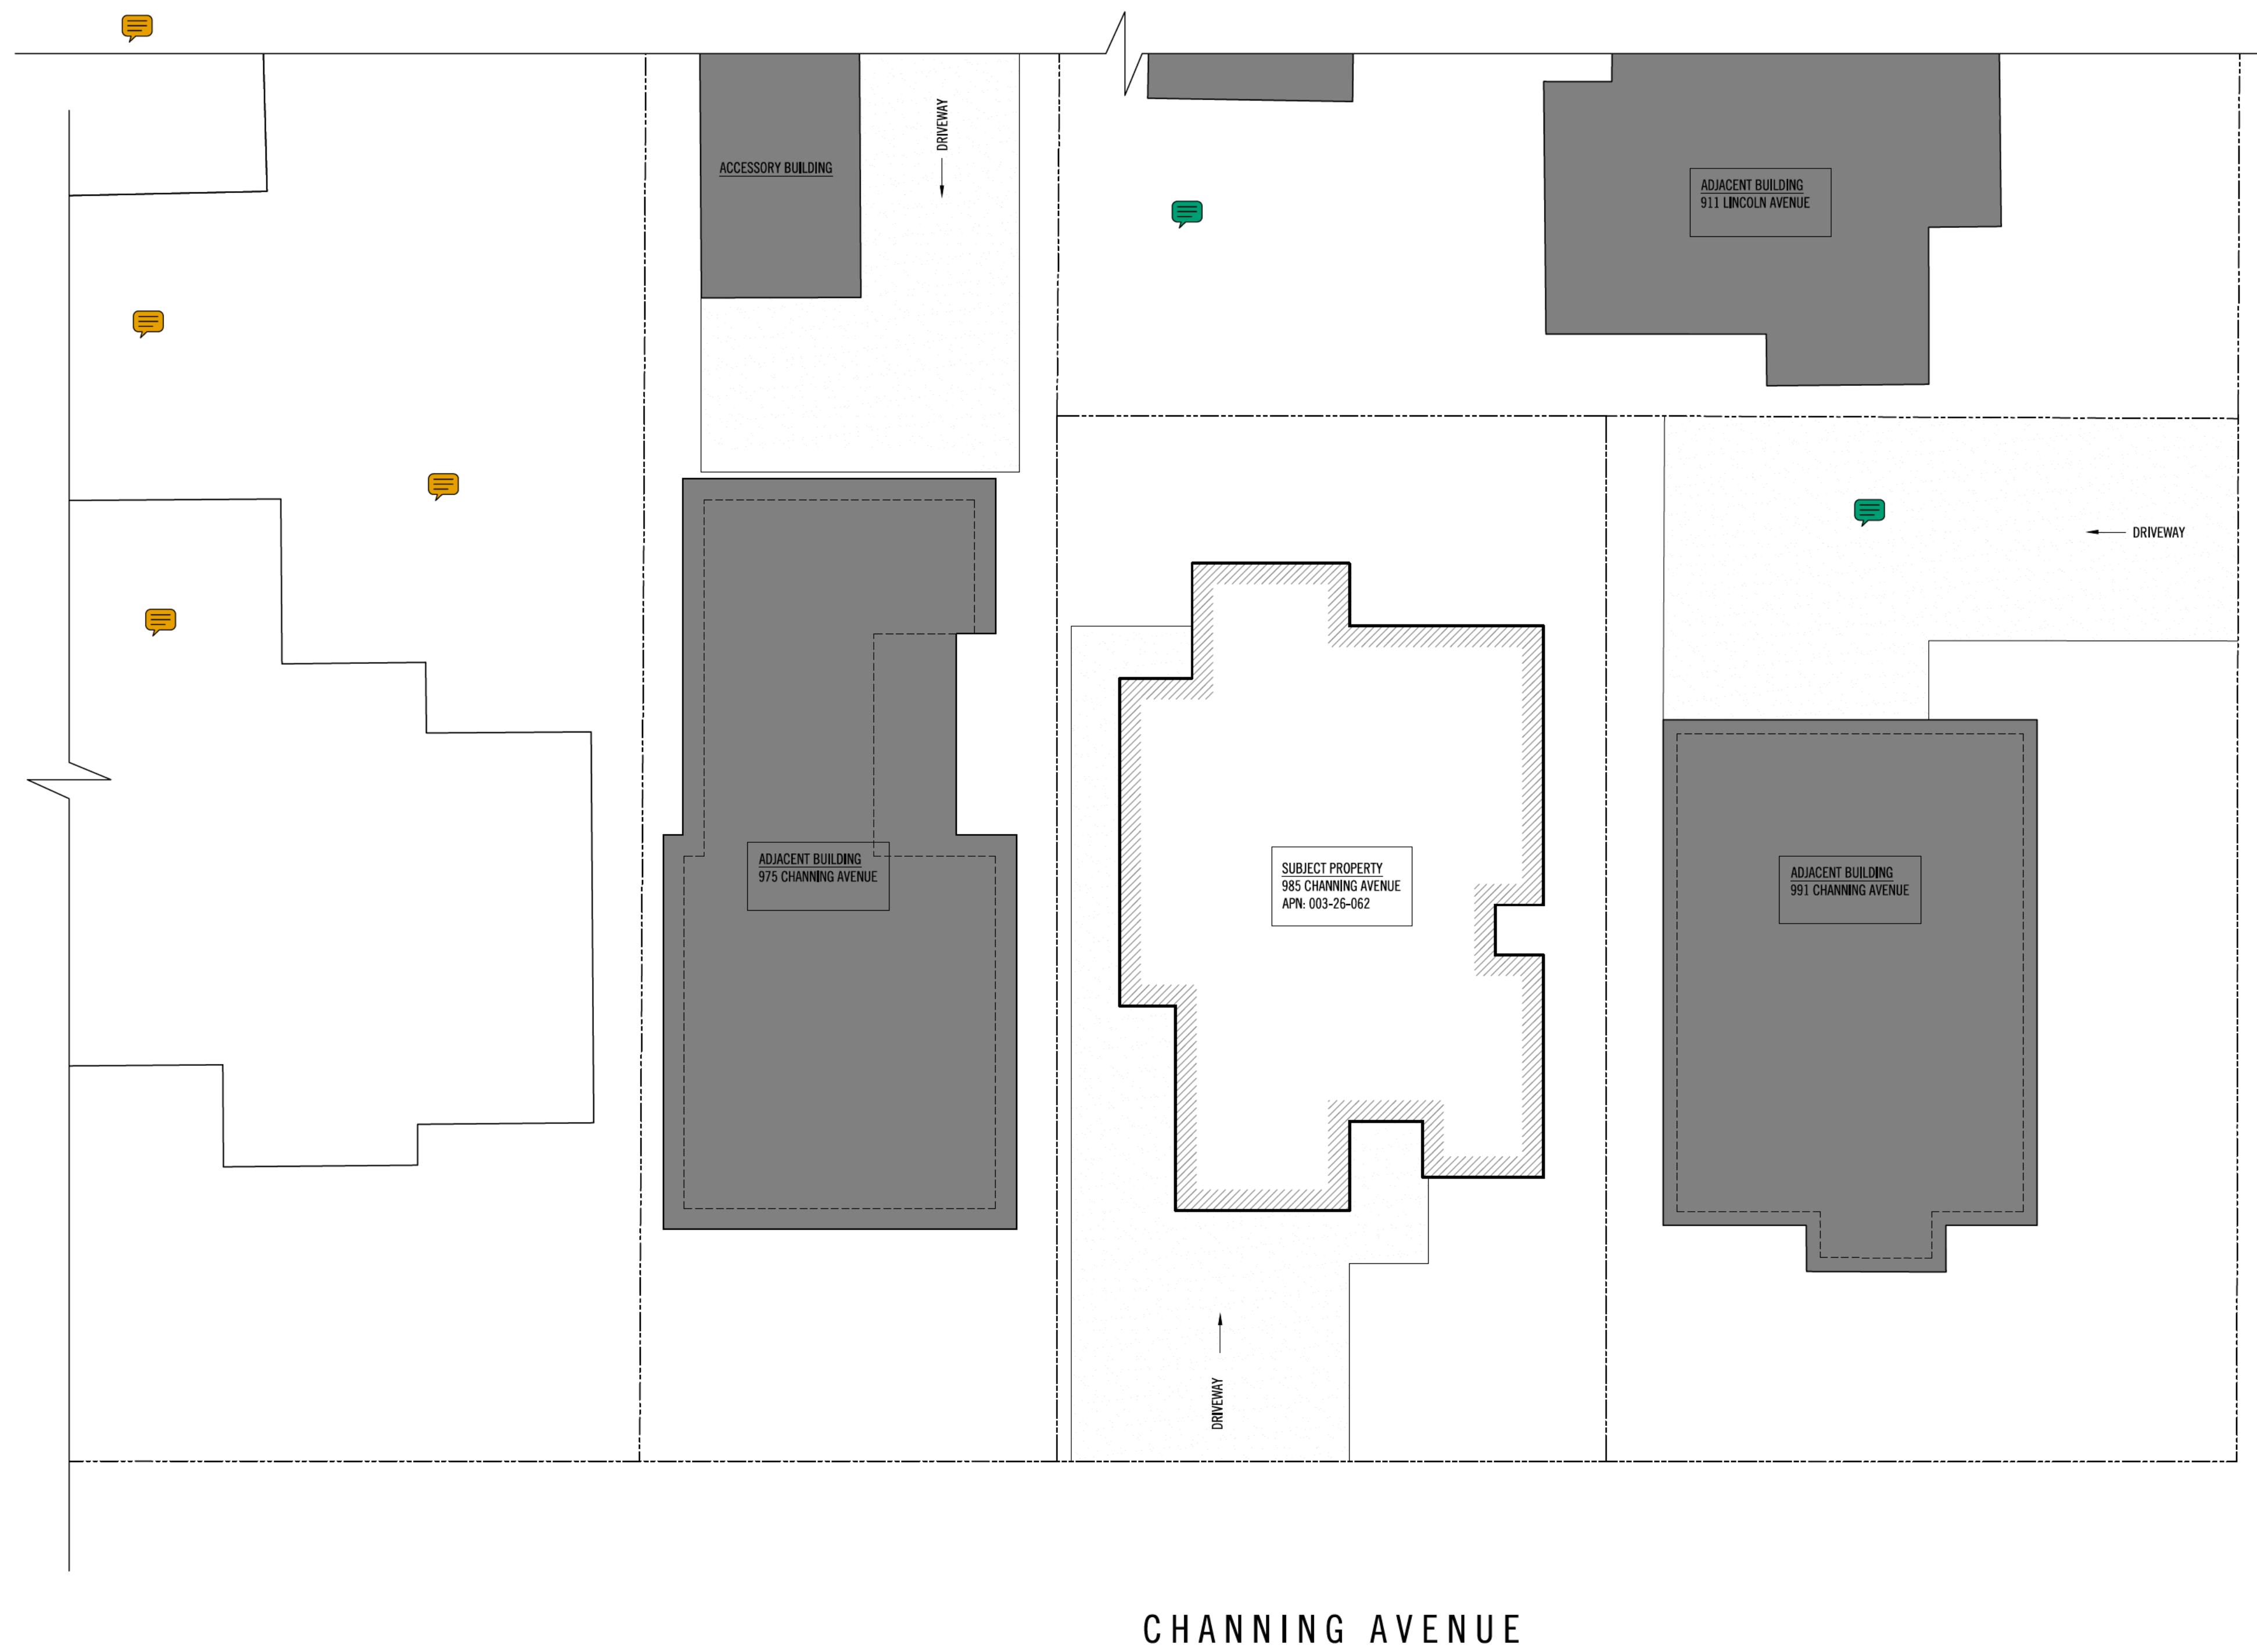 DRIVEWAY
ACCESSORY BUILDING
ADJACENT BUILDING
911 LINCOLN AVENUE
DRIVEWAY
ADJACENT BUILDING
975 CHANNING AVENUE
SUBJECT PROPERTY
985 CHANNING AVENUE
APN: 003-26-062
ADJACENT BUILDING
991 CHANNING AVENUE
DRIVEWAY
CHANNING AVENUE